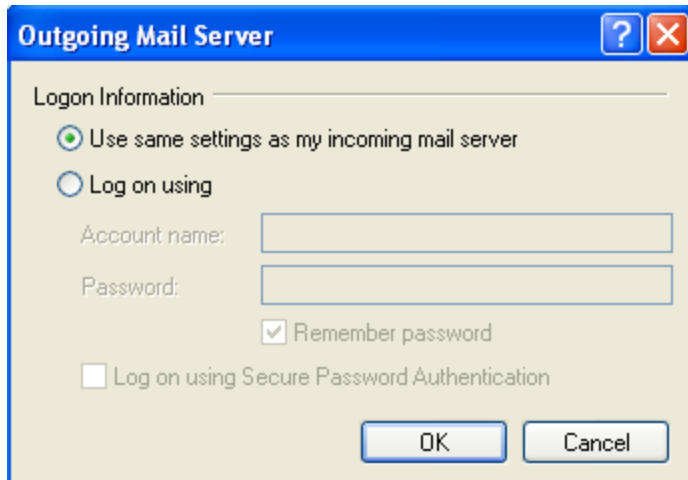 Outgoing Mail Server
Logon Information
Use same settings as my incoming mail server
Log on using
Account name:
Password:
Remember password
Log on using Secure Password Authentication
OK Cancel